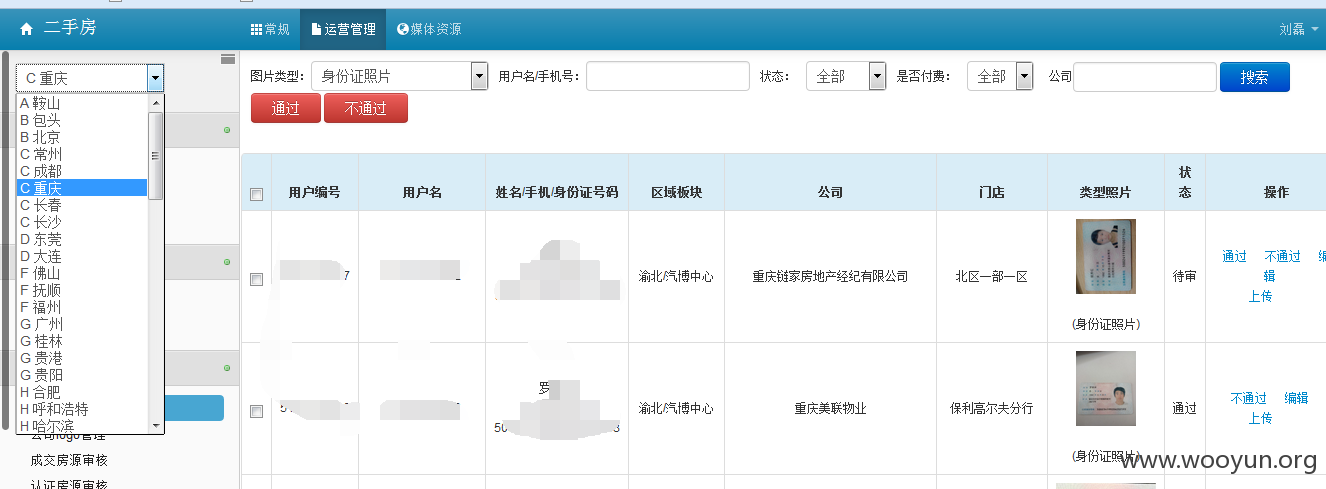 二手房 常规 运营管理 媒体资源 刘磊
C 重庆 图片类型： 身份证照片 用户名/手机号： 状态： 全部 是否付费： 全部 公司 搜索
通过 不通过
A 鞍山
B 包头
B 北京
C 常州
C 成都
C 重庆
C 长春
C 长沙
D 东莞
D 大连
F 佛山
F 抚顺
F 福州
G 广州
G 桂林
G 贵港
G 贵阳
H 合肥
H 呼和浩特
H 哈尔滨
公司logo管理
成交房源审核
认证房源审核
用户编号 用户名 姓名/手机/身份证号码 区域板块 公司 门店 类型照片 状态 操作
7 渝北/汽博中心 重庆链家房地产经纪有限公司 北区一部一区 待审 通过 不通过 编辑
上传
(身份证照片)
罗
渝北/汽博中心 重庆美联物业 保利高尔夫分行 通过 不通过 编辑
上传
(身份证照片)
www.wooyun.org